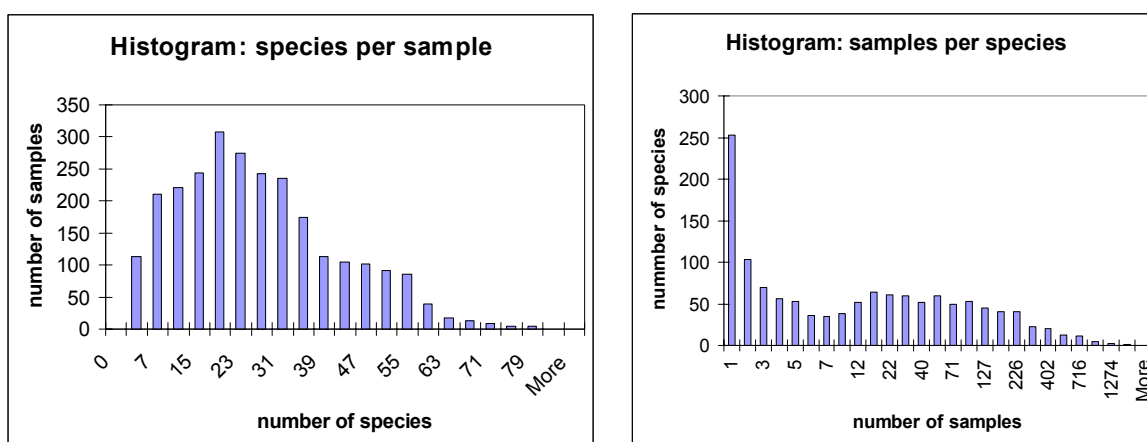 Histogram: species per sample
350
300
250
200
150
100
50
0
number of samples
0 7 15 23 31 39 47 55 63 71 79 More
number of species
Histogram: samples per species
300
250
200
150
100
50
0
nummber of species
1 3 5 7 12 22 40 71 127 226 402 716 1274 More
number of samples